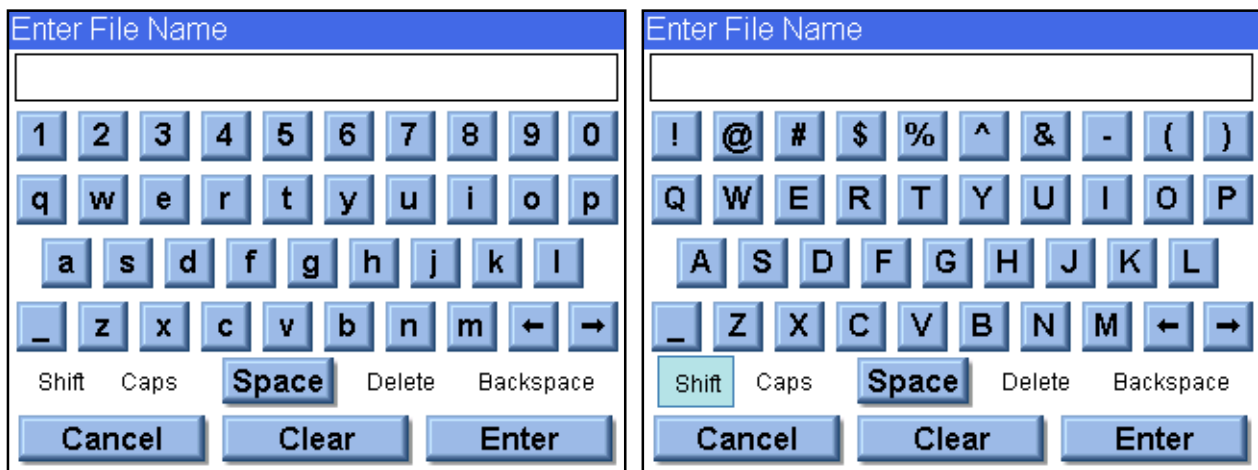 Enter File Name
1 2 3 4 5 6 7 8 9 0
q w e r t y u i o p
a s d f g h j k l
_ z x c v b n m ← →
Shift Caps Space Delete Backspace
Cancel Clear Enter
Enter File Name
! @ # $ % ^ & - ( )
Q W E R T Y U I O P
A S D F G H J K L
_ Z X C V B N M ← →
Shift Caps Space Delete Backspace
Cancel Clear Enter